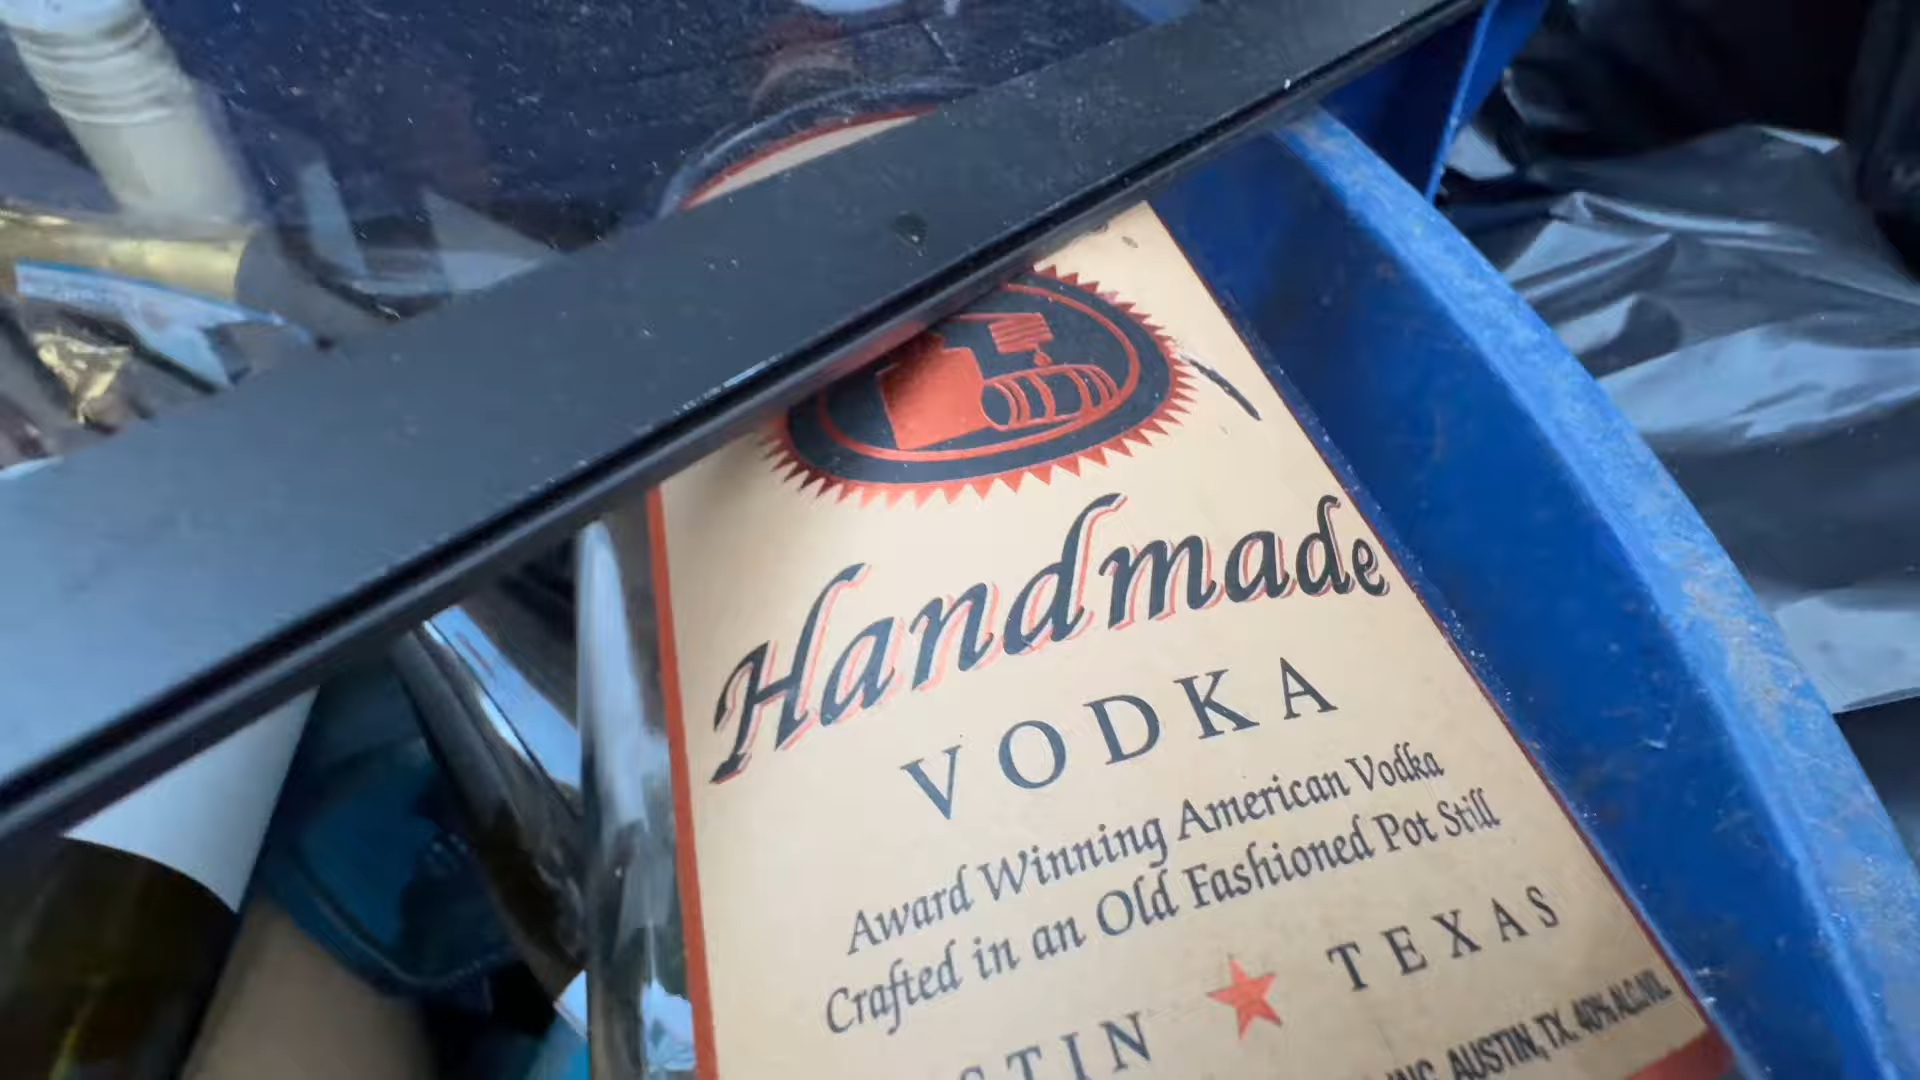 Handmade
VODKA
Award Winning American Vodka
Crafted in an Old Fashioned Pot Still
STIN ★ TEXAS
INC. AUSTIN, TX. 40% ALC./VOL.